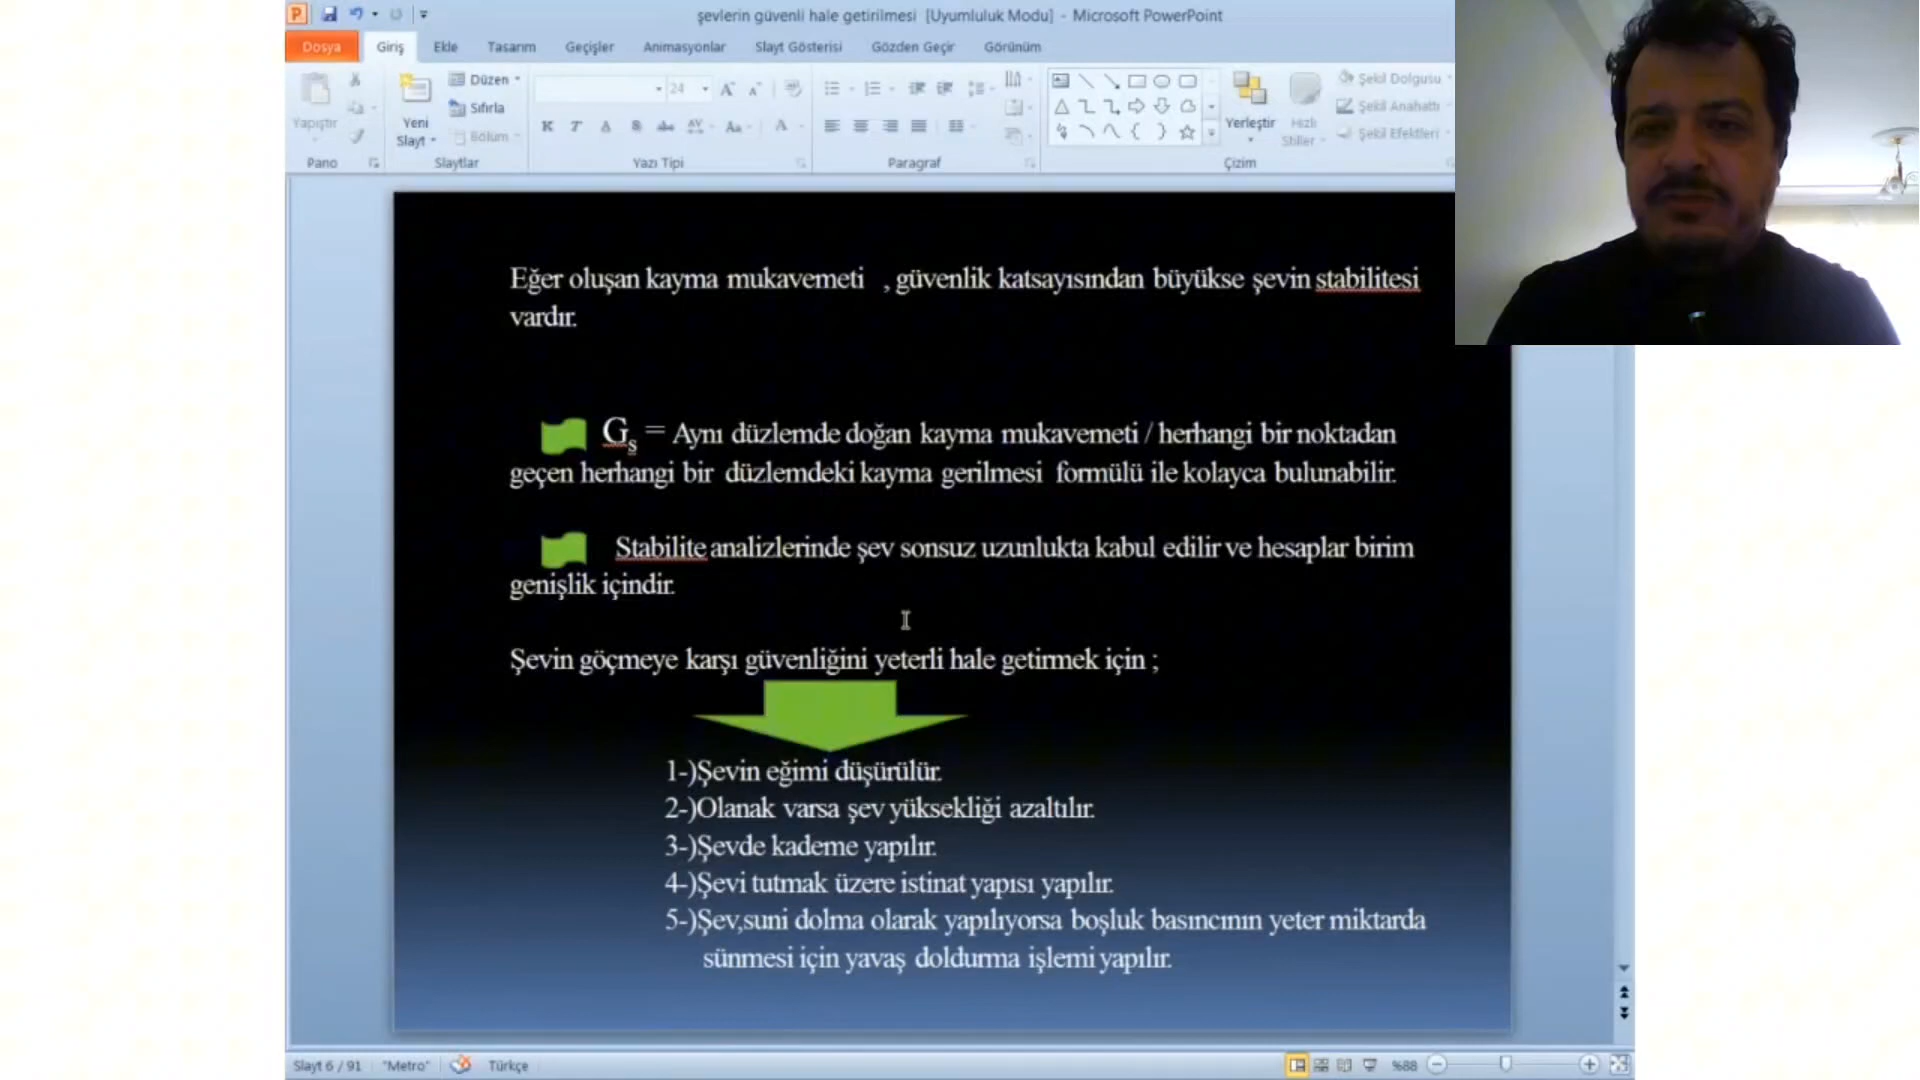 şevlerin güvenli hale getirilmesi [Uyumluluk Modu] - Microsoft PowerPoint
Dosya Giriş Ekle Tasarım Geçişler Animasyonlar Slayt Gösterisi Gözden Geçir Görünüm
Yapıştır
Pano
Yeni
Slayt
Düzen
Sıfırla
Bölüm
Slaytlar
24
K T A S abc AV Aa A
Yazı Tipi
Paragraf
Yerleştir
Hızlı
Stiller
Şekil Dolgusu
Şekil Anahattı
Şekil Efektleri
Çizim
Eğer oluşan kayma mukavemeti , güvenlik katsayısından büyükse şevin stabilitesi
vardır.
Gs = Aynı düzlemde doğan kayma mukavemeti / herhangi bir noktadan
geçen herhangi bir düzlemdeki kayma gerilmesi formülü ile kolayca bulunabilir.
Stabilite analizlerinde şev sonsuz uzunlukta kabul edilir ve hesaplar birim
genişlik içindir.
Şevin göçmeye karşı güvenliğini yeterli hale getirmek için ;
1-)Şevin eğimi düşürülür.
2-)Olanak varsa şev yüksekliği azaltılır.
3-)Şevde kademe yapılır.
4-)Şevi tutmak üzere istinat yapısı yapılır.
5-)Şev,suni dolma olarak yapılıyorsa boşluk basıncının yeter miktarda
sünmesi için yavaş doldurma işlemi yapılır.
Slayt 6 / 91 "Metro" Türkçe %88